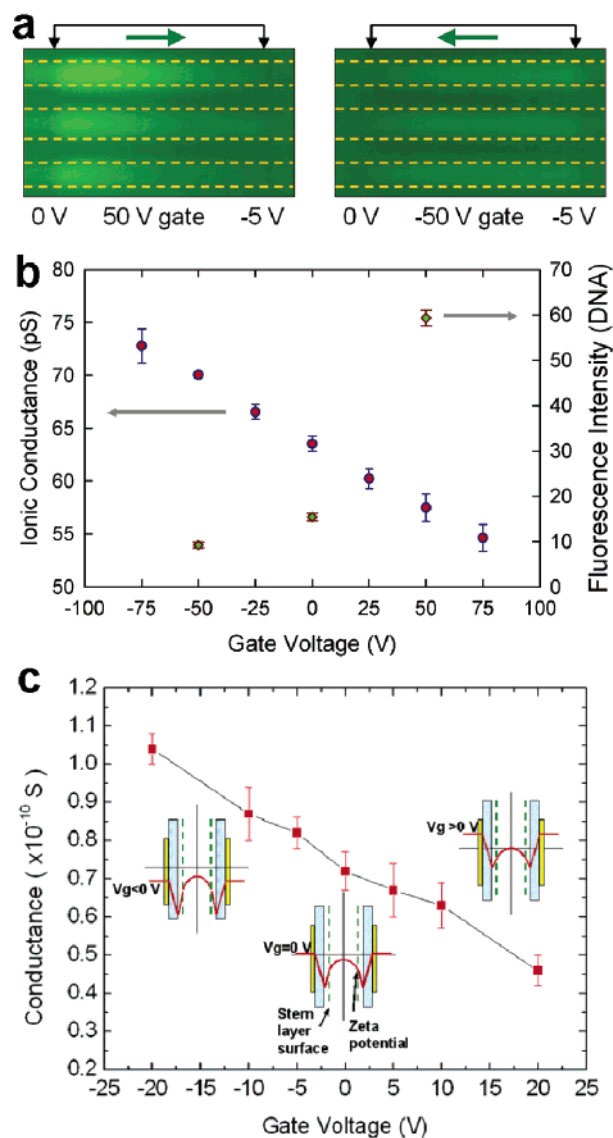 a
0 V 50 V gate -5 V
0 V -50 V gate -5 V
b
80
75
70
65
60
55
50
Ionic Conductance (pS)
70
60
50
40
30
20
10
0
Fluorescence Intensity (DNA)
-100 -75 -50 -25 0 25 50 75 100
Gate Voltage (V)
c
1.2
1.1
1.0
0.9
0.8
0.7
0.6
0.5
0.4
0.3
0.2
Conductance ( x10⁻¹⁰ S)
Vg<0 V
Vg=0 V
Vg >0 V
Stern
layer
surface
Zeta
potential
-25 -20 -15 -10 -5 0 5 10 15 20 25
Gate Voltage (V)